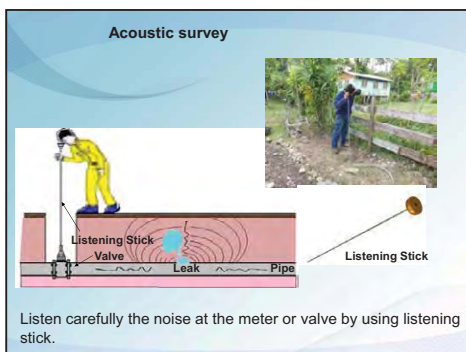 Acoustic survey
Listening Stick
Valve
Leak
Pipe
Listening Stick
Listen carefully the noise at the meter or valve by using listening
stick.